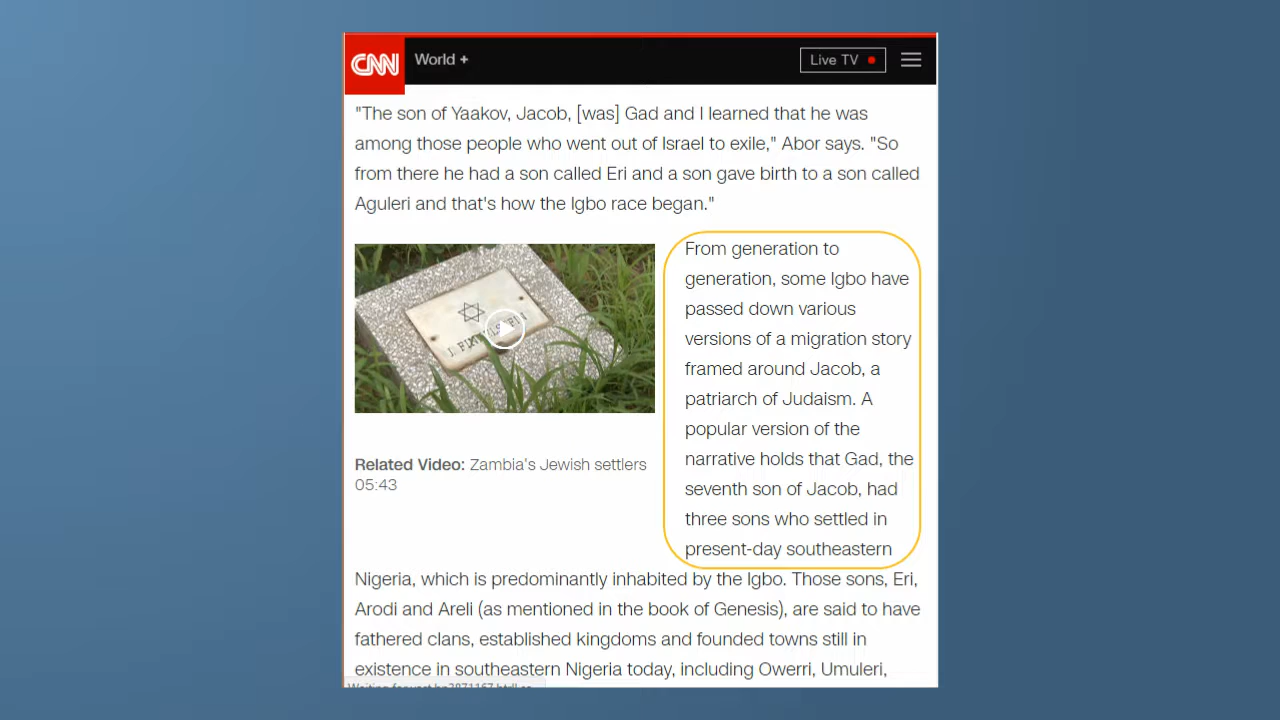 CNN
World +
Live TV
"The son of Yaakov, Jacob, [was] Gad and I learned that he was
among those people who went out of Israel to exile," Abor says. "So
from there he had a son called Eri and a son gave birth to a son called
Aguleri and that's how the Igbo race began."
From generation to
generation, some Igbo have
passed down various
versions of a migration story
framed around Jacob, a
patriarch of Judaism. A
popular version of the
narrative holds that Gad, the
seventh son of Jacob, had
three sons who settled in
present-day southeastern
Related Video: Zambia's Jewish settlers
05:43
Nigeria, which is predominantly inhabited by the Igbo. Those sons, Eri,
Arodi and Areli (as mentioned in the book of Genesis), are said to have
fathered clans, established kingdoms and founded towns still in
existence in southeastern Nigeria today, including Owerri, Umuleri,